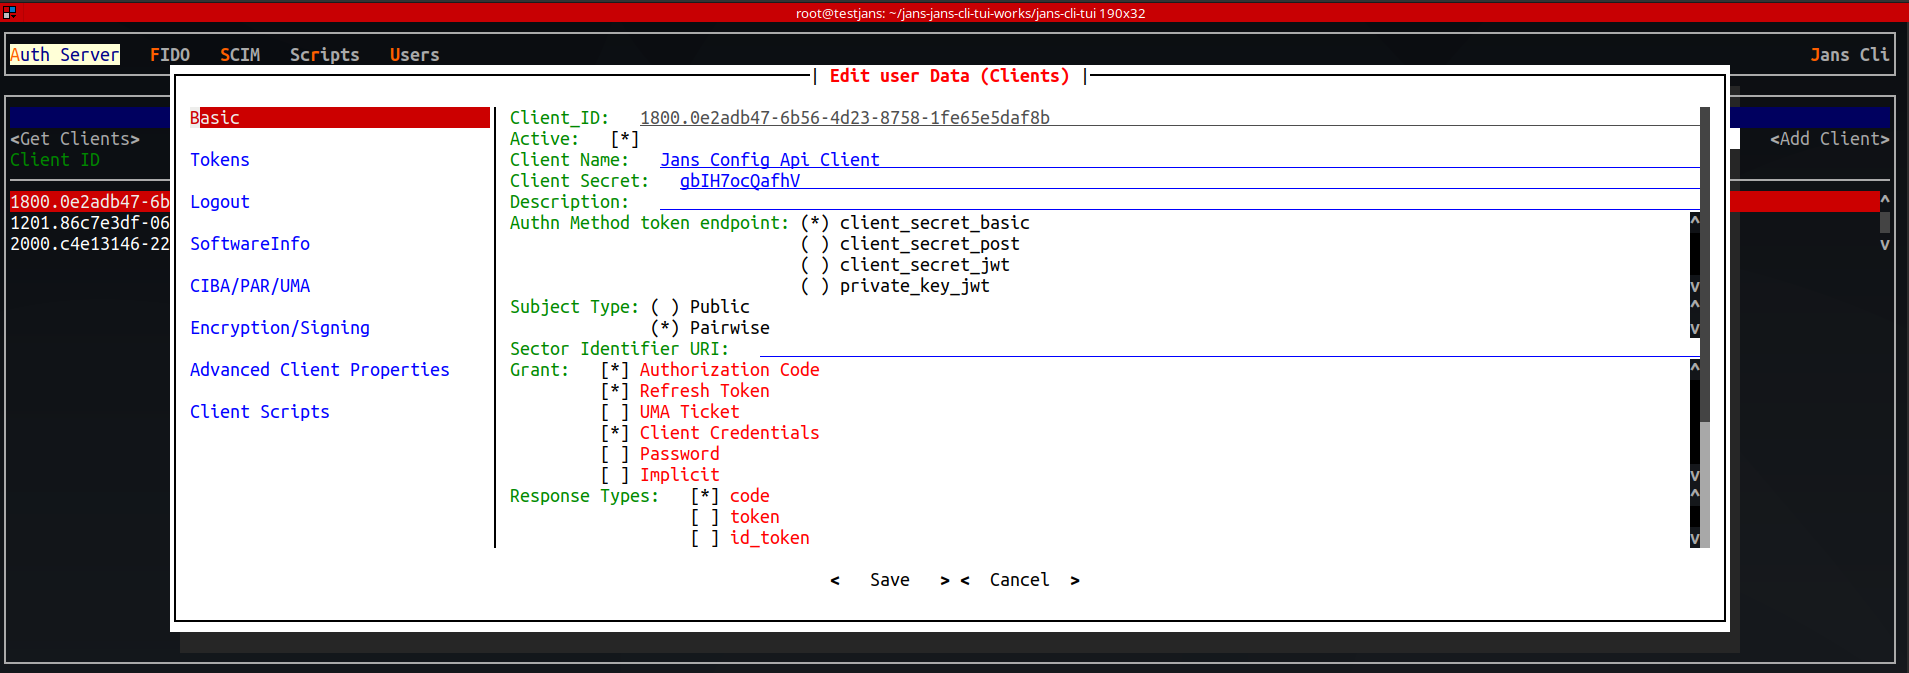 root@testjans: ~/jans-jans-cli-tui-works/jans-cli-tui 190x32
Auth Server FIDO SCIM Scripts Users Jans Cli
| Edit user Data (Clients) |
<Get Clients> <Add Client>
Client ID
1800.0e2adb47-6b
1201.86c7e3df-06
2000.c4e13146-22
Basic
Tokens
Logout
SoftwareInfo
CIBA/PAR/UMA
Encryption/Signing
Advanced Client Properties
Client Scripts
Client_ID: 1800.0e2adb47-6b56-4d23-8758-1fe65e5daf8b
Active: [*]
Client Name: Jans Config Api Client
Client Secret: gbIH7ocQafhV
Description:
Authn Method token endpoint: (*) client_secret_basic
( ) client_secret_post
( ) client_secret_jwt
( ) private_key_jwt
Subject Type: ( ) Public
(*) Pairwise
Sector Identifier URI:
Grant: [*] Authorization Code
[*] Refresh Token
[ ] UMA Ticket
[*] Client Credentials
[ ] Password
[ ] Implicit
Response Types: [*] code
[ ] token
[ ] id_token
< Save > < Cancel >